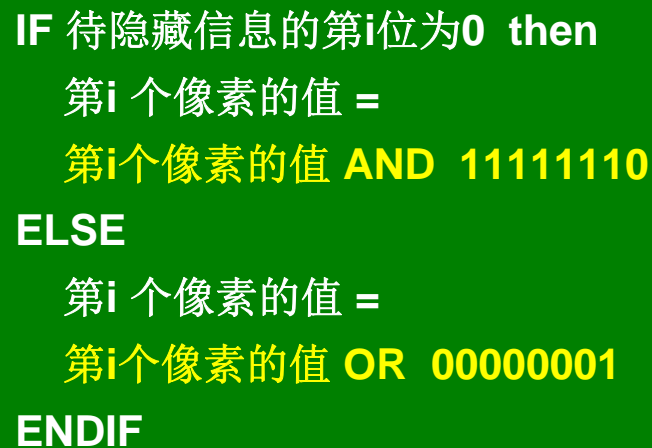 IF 待隐藏信息的第i位为0 then
第i 个像素的值 =
第i个像素的值 AND 11111110
ELSE
第i 个像素的值 =
第i个像素的值 OR 00000001
ENDIF